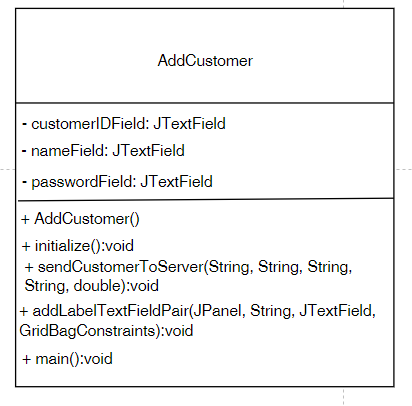 AddCustomer
- customerIDField: JTextField
- nameField: JTextField
- passwordField: JTextField
+ AddCustomer()
+ initialize():void
+ sendCustomerToServer(String, String, String,
String, double):void
+ addLabelTextFieldPair(JPanel, String, JTextField,
GridBagConstraints):void
+ main():void